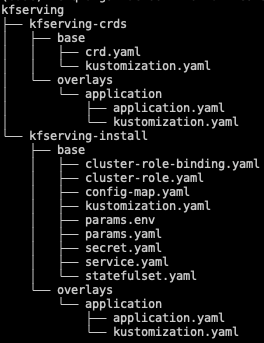 kfserving
├── kfserving-crds
│   ├── base
│   │   ├── crd.yaml
│   │   └── kustomization.yaml
│   └── overlays
│       └── application
│           ├── application.yaml
│           └── kustomization.yaml
└── kfserving-install
    ├── base
    │   ├── cluster-role-binding.yaml
    │   ├── cluster-role.yaml
    │   ├── config-map.yaml
    │   ├── kustomization.yaml
    │   ├── params.env
    │   ├── params.yaml
    │   ├── secret.yaml
    │   ├── service.yaml
    │   └── statefulset.yaml
    └── overlays
        └── application
            ├── application.yaml
            └── kustomization.yaml